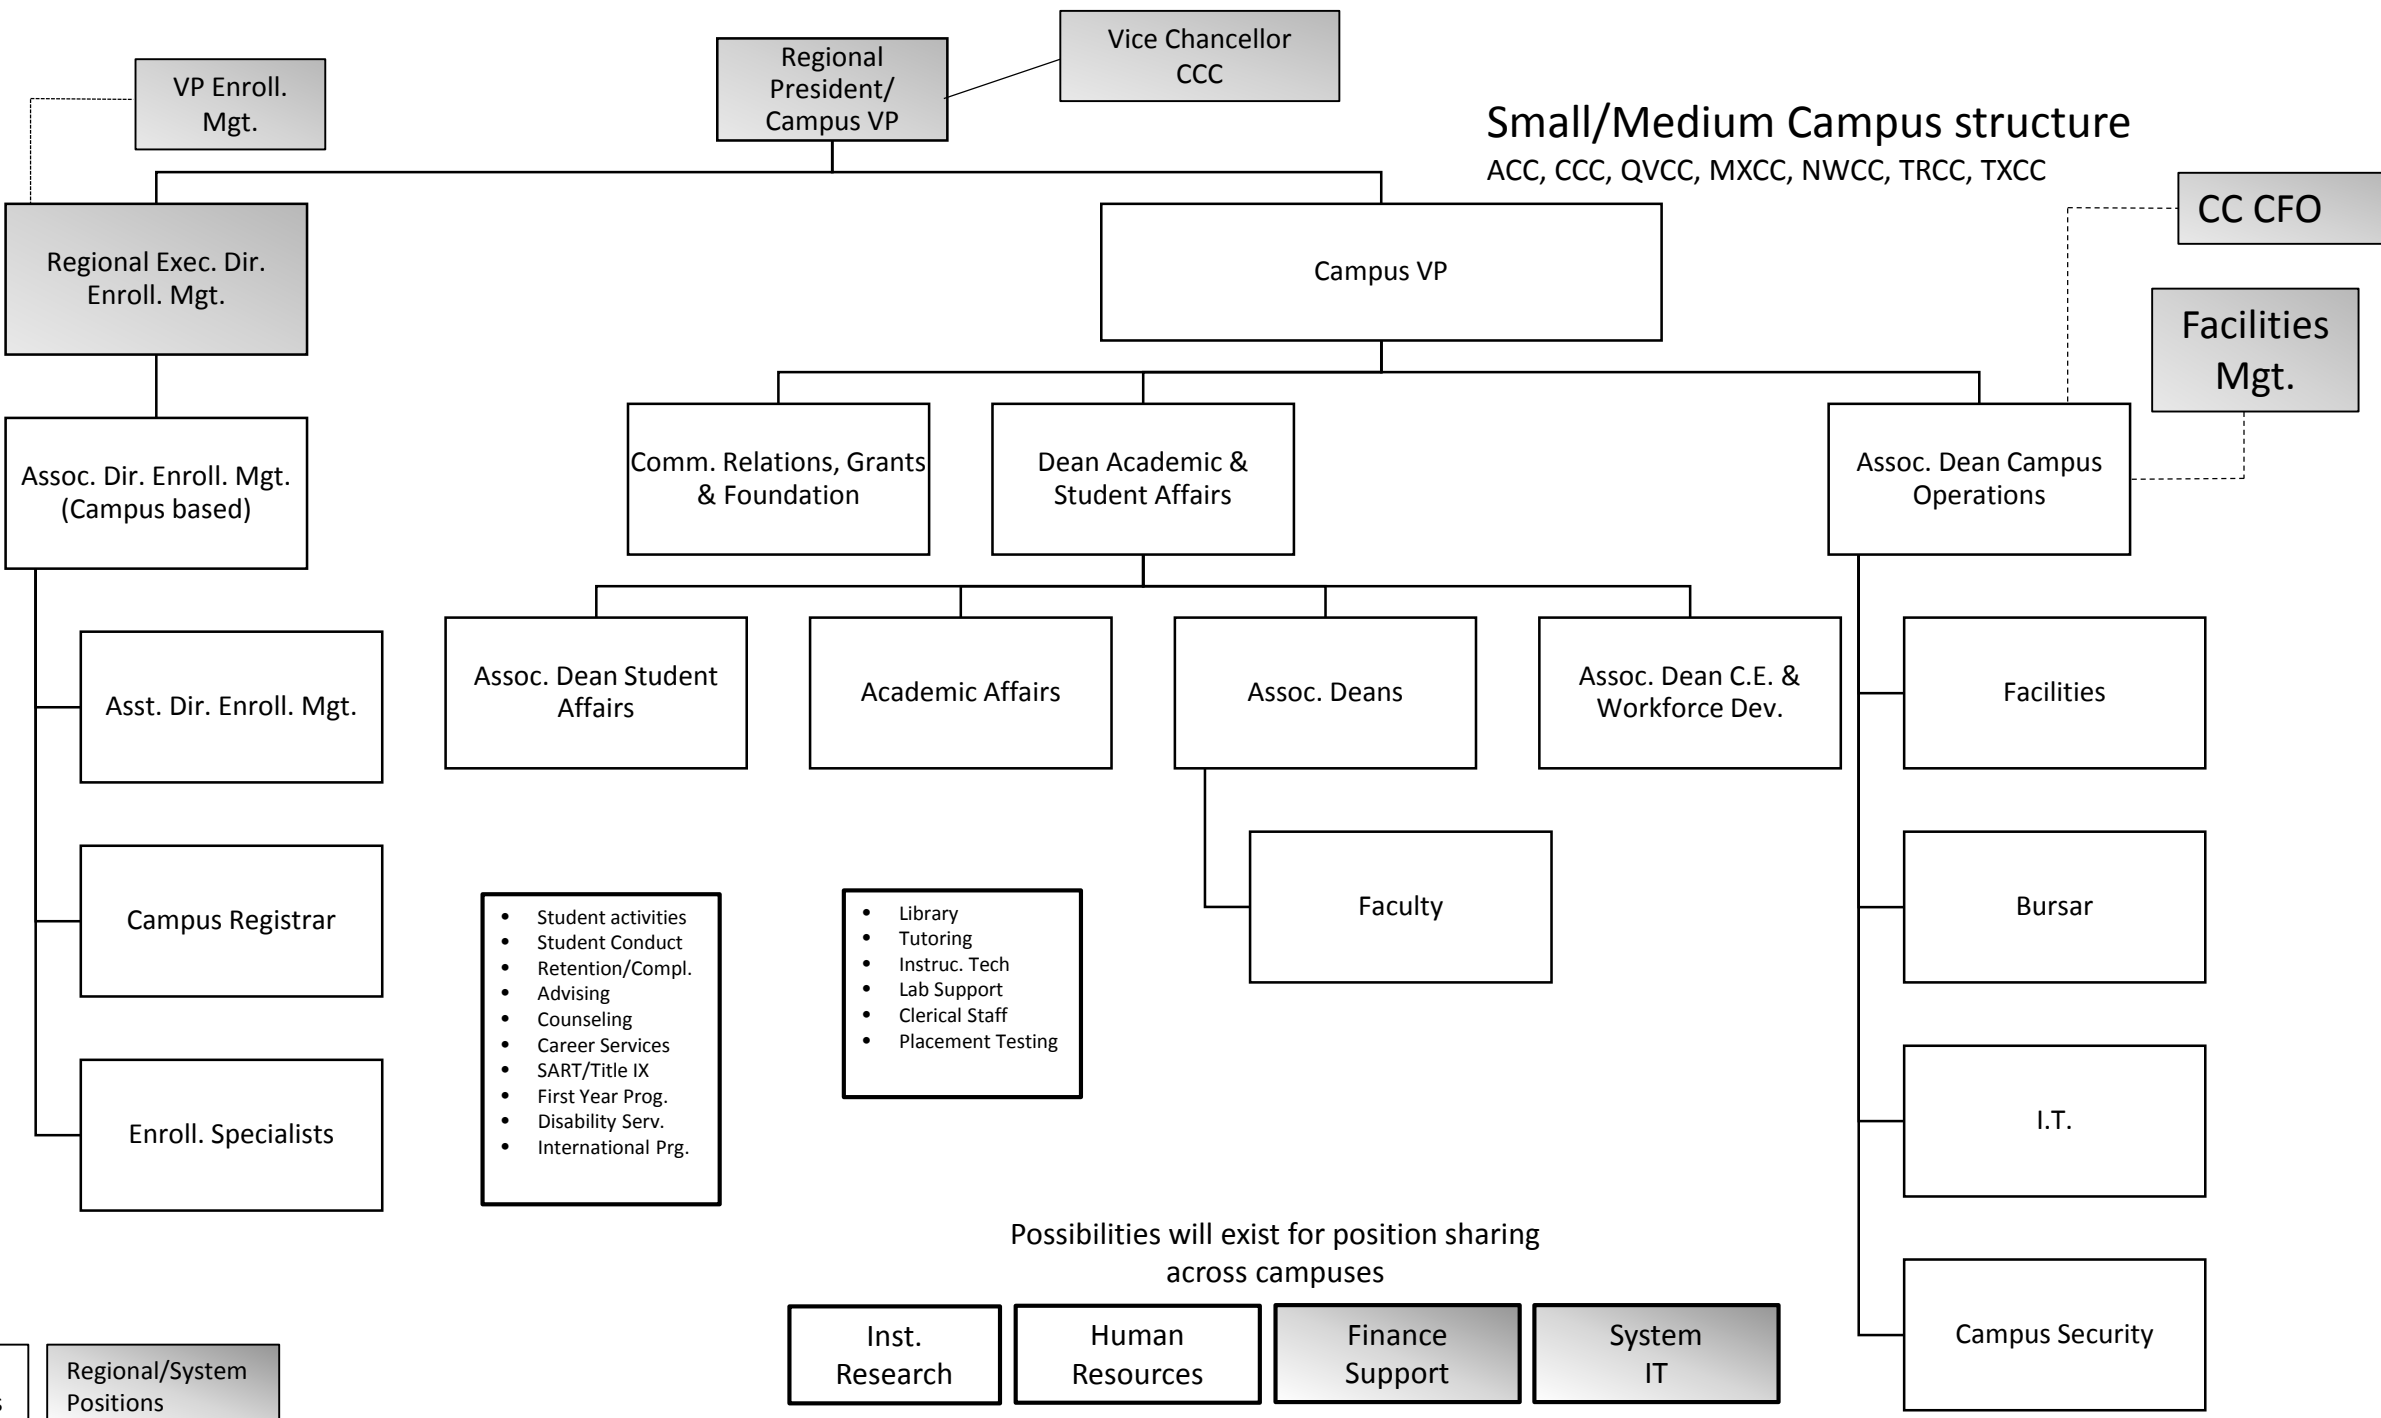 Vice Chancellor
CCC
Regional
President/
Campus VP
VP Enroll.
Mgt.
Small/Medium Campus structure
ACC, CCC, QVCC, MXCC, NWCC, TRCC, TXCC
CC CFO
Regional Exec. Dir.
Enroll. Mgt.
Campus VP
Facilities
Mgt.
Assoc. Dir. Enroll. Mgt.
(Campus based)
Comm. Relations, Grants
& Foundation
Dean Academic &
Student Affairs
Assoc. Dean Campus
Operations
Asst. Dir. Enroll. Mgt.
Assoc. Dean Student
Affairs
Academic Affairs
Assoc. Deans
Assoc. Dean C.E. &
Workforce Dev.
Facilities
Campus Registrar
• Student activities
• Student Conduct
• Retention/Compl.
• Advising
• Counseling
• Career Services
• SART/Title IX
• First Year Prog.
• Disability Serv.
• International Prg.
• Library
• Tutoring
• Instruc. Tech
• Lab Support
• Clerical Staff
• Placement Testing
Faculty
Bursar
Enroll. Specialists
I.T.
Possibilities will exist for position sharing
across campuses
Inst.
Research
Human
Resources
Finance
Support
System
IT
Campus Security
Regional/System
Positions